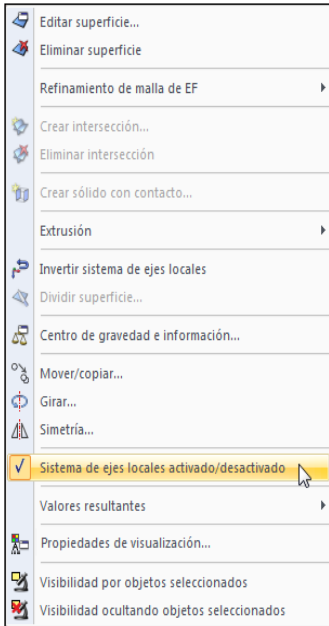 Editar superficie...
Eliminar superficie
Refinamiento de malla de EF
Crear intersección...
Eliminar intersección
Crear sólido con contacto...
Extrusión
Invertir sistema de ejes locales
Dividir superficie...
Centro de gravedad e información...
Mover/copiar...
Girar...
Simetría...
Sistema de ejes locales activado/desactivado
Valores resultantes
Propiedades de visualización...
Visibilidad por objetos seleccionados
Visibilidad ocultando objetos seleccionados